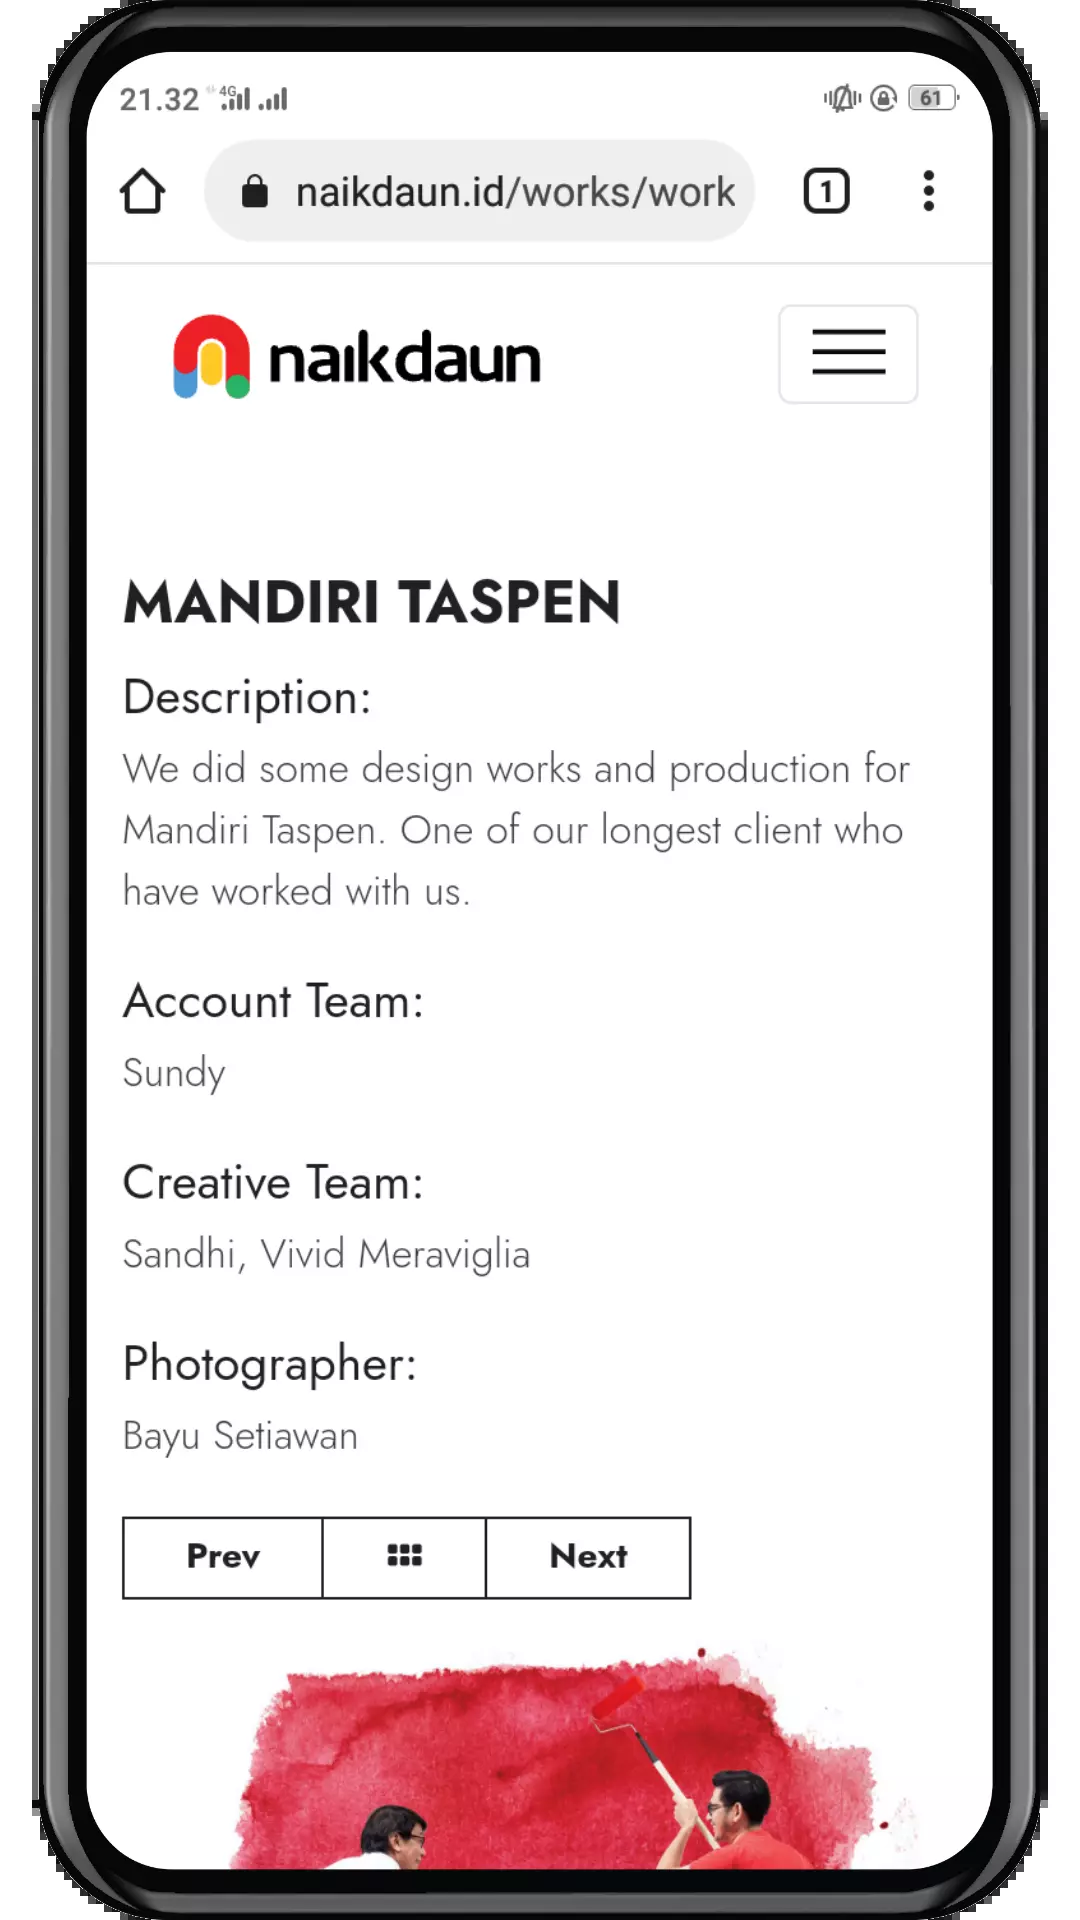 21.32 4G 61
naikdaun.id/works/work 1
naikdaun
MANDIRI TASPEN
Description:
We did some design works and production for
Mandiri Taspen. One of our longest client who
have worked with us.
Account Team:
Sundy
Creative Team:
Sandhi, Vivid Meraviglia
Photographer:
Bayu Setiawan
Prev Next